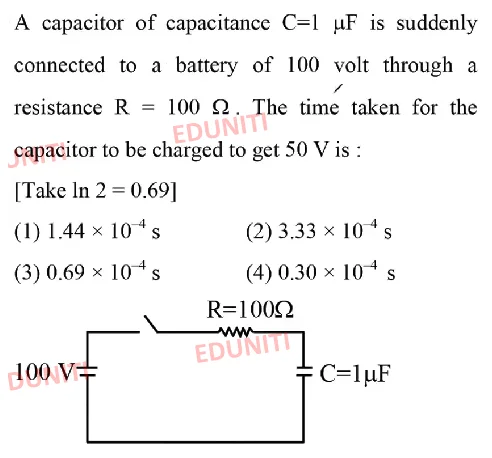 A capacitor of capacitance C=1 μF is suddenly
connected to a battery of 100 volt through a
resistance R = 100 Ω. The time taken for the
EDUNITI
capacitor to be charged to get 50 V is :
UNITI
[Take ln 2 = 0.69]
(1) 1.44 × 10⁻⁴ s (2) 3.33 × 10⁻⁴ s
(3) 0.69 × 10⁻⁴ s (4) 0.30 × 10⁻⁴ s
R=100Ω
EDUNITI
100 V
DUNITI
C=1μF